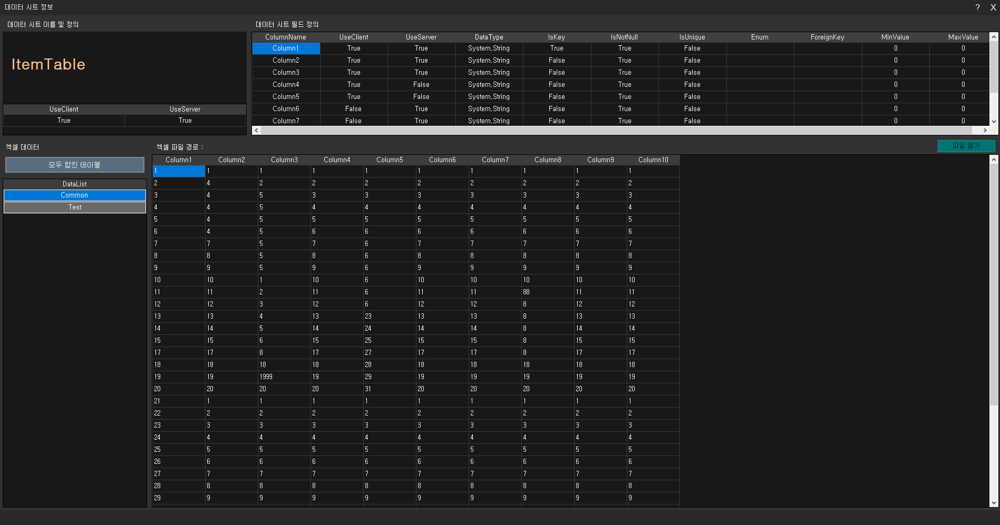 데이터 시트 정보
? X
데이터 시트 이름 및 정의
ItemTable
UseClient UseServer
True True
데이터 시트 필드 정의
ColumnName UseClient UseServer DataType IsKey IsNotNull IsUnique Enum ForeignKey MinValue MaxValue
Column1 True True System.String True True False 0 0
Column2 True True System.String False True False 0 0
Column3 True True System.String False True False 0 0
Column4 True False System.String False True False 0 0
Column5 True False System.String False True False 0 0
Column6 False True System.String False True False 0 0
Column7 False True System.String False True False 0 0
엑셀 데이터
모두 합친 테이블
DataList
Common
Test
엑셀 파일 경로 :
파일 열기
Column1 Column2 Column3 Column4 Column5 Column6 Column7 Column8 Column9 Column10
1 1 1 1 1 1 1 1 1 1
2 4 2 2 2 2 2 2 2 2
3 4 5 3 3 3 3 3 3 3
4 4 5 4 4 4 4 4 4 4
5 4 5 5 5 5 5 5 5 5
6 4 5 6 6 6 6 6 6 6
7 7 5 7 6 7 7 7 7 7
8 8 5 8 6 8 8 8 8 8
9 9 5 9 6 9 9 9 9 9
10 10 1 10 6 10 10 10 10 10
11 11 2 11 6 11 11 88 11 11
12 12 3 12 6 12 12 8 12 12
13 13 4 13 23 13 13 8 13 13
14 14 5 14 24 14 14 8 14 14
15 15 6 15 25 15 15 8 15 15
17 17 8 17 27 17 17 8 17 17
18 18 18 18 28 18 18 18 18 18
19 19 1999 19 29 19 19 19 19 19
20 20 20 20 31 20 20 20 20 20
21 1 1 1 1 1 1 1 1 1
22 2 2 2 2 2 2 2 2 2
23 3 3 3 3 3 3 3 3 3
24 4 4 4 4 4 4 4 4 4
25 5 5 5 5 5 5 5 5 5
26 6 6 6 6 6 6 6 6 6
27 7 7 7 7 7 7 7 7 7
28 8 8 8 8 8 8 8 8 8
29 9 9 9 9 9 9 9 9 9